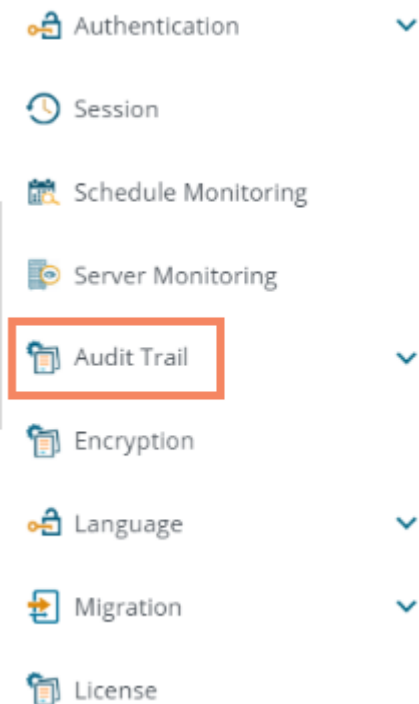 Authentication
Session
Schedule Monitoring
Server Monitoring
Audit Trail
Encryption
Language
Migration
License